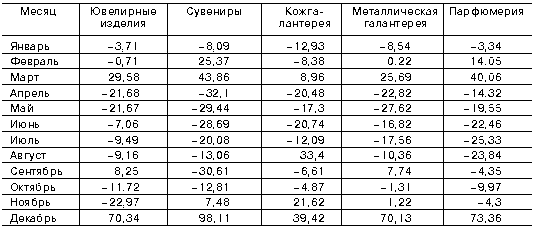 Месяц Ювелирные изделия Сувениры Кожгалантерея Металлическая галантерея Парфюмерия
Январь -3,71 -8,09 -12,93 -8,54 -3,34
Февраль -0,71 25,37 -8,38 0.22 14.05
Март 29,58 43,86 8,96 25,69 40,06
Апрель -21,68 -32,1 -20,48 -22,82 -14.32
Май -21,67 -29,44 -17,3 -27,62 -19,55
Июнь -7,06 -28,69 -20,74 -16,82 -22,46
Июль -9,49 -20,08 -12,09 -17,56 -25,33
Август -9,16 -13,06 33,4 -10,36 -23,84
Сентябрь 8,25 -30,61 -6,61 7,74 -4,35
Октябрь -11.72 -12,81 -4.87 -1,31 -9,97
Ноябрь -22,97 7,48 21,62 1,22 -4,3
Декабрь 70,34 98,11 39,42 70,13 73,36